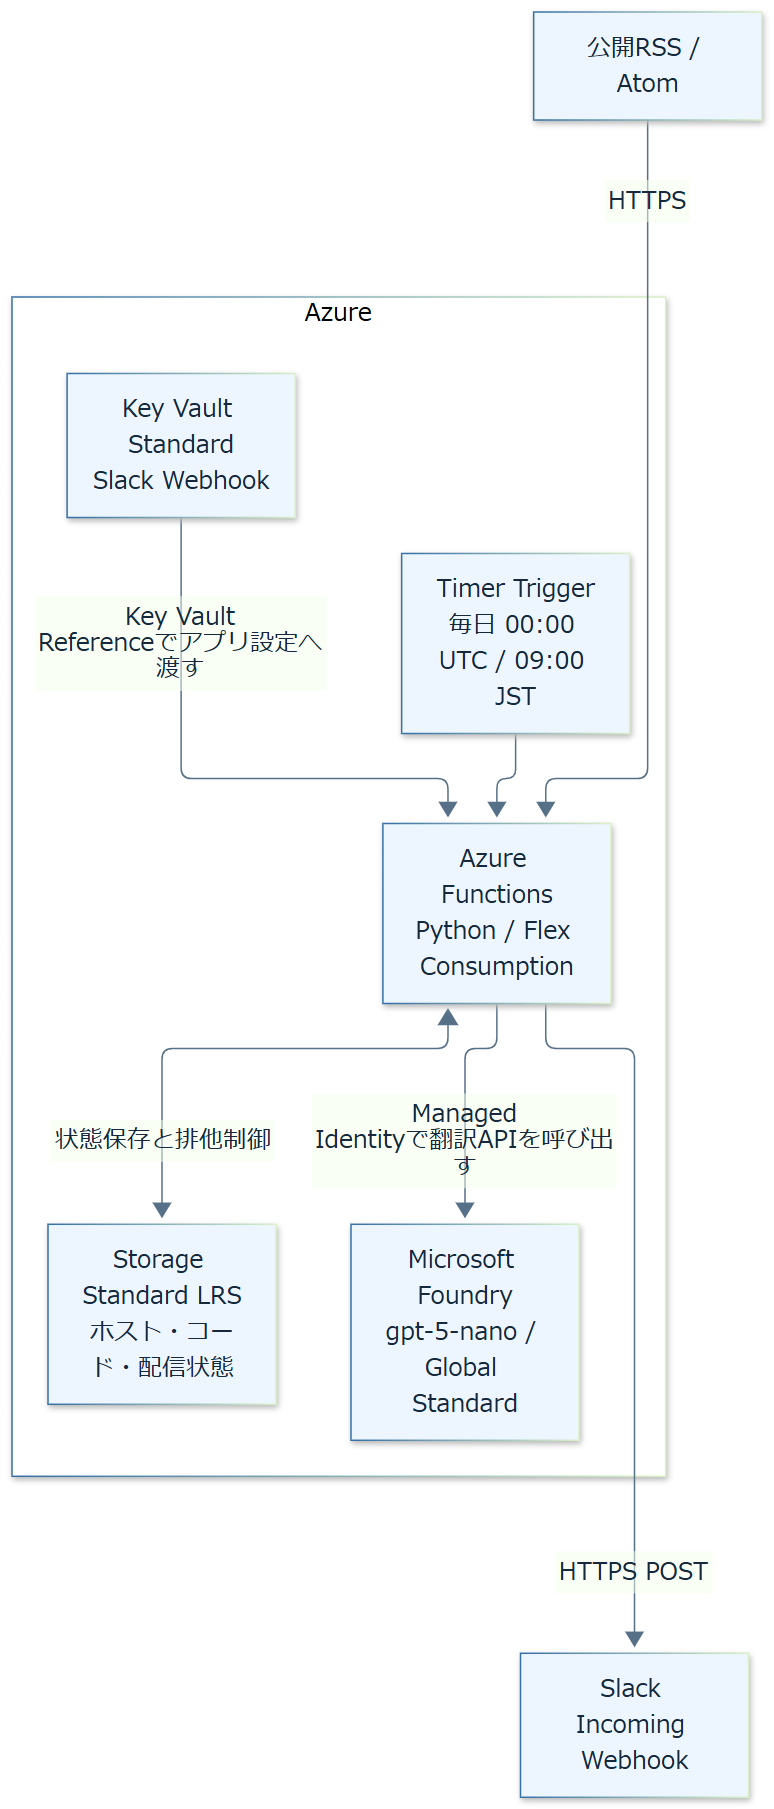 公開RSS /
Atom
HTTPS
Azure
Key Vault
Standard
Slack Webhook
Timer Trigger
毎日 00:00
UTC / 09:00
JST
Key Vault
Referenceでアプリ設定へ
渡す
Azure
Functions
Python / Flex
Consumption
状態保存と排他制御
Managed
Identityで翻訳APIを呼び出
す
Storage
Standard LRS
ホスト・コー
ド・配信状態
Microsoft
Foundry
gpt-5-nano /
Global
Standard
HTTPS POST
Slack
Incoming
Webhook